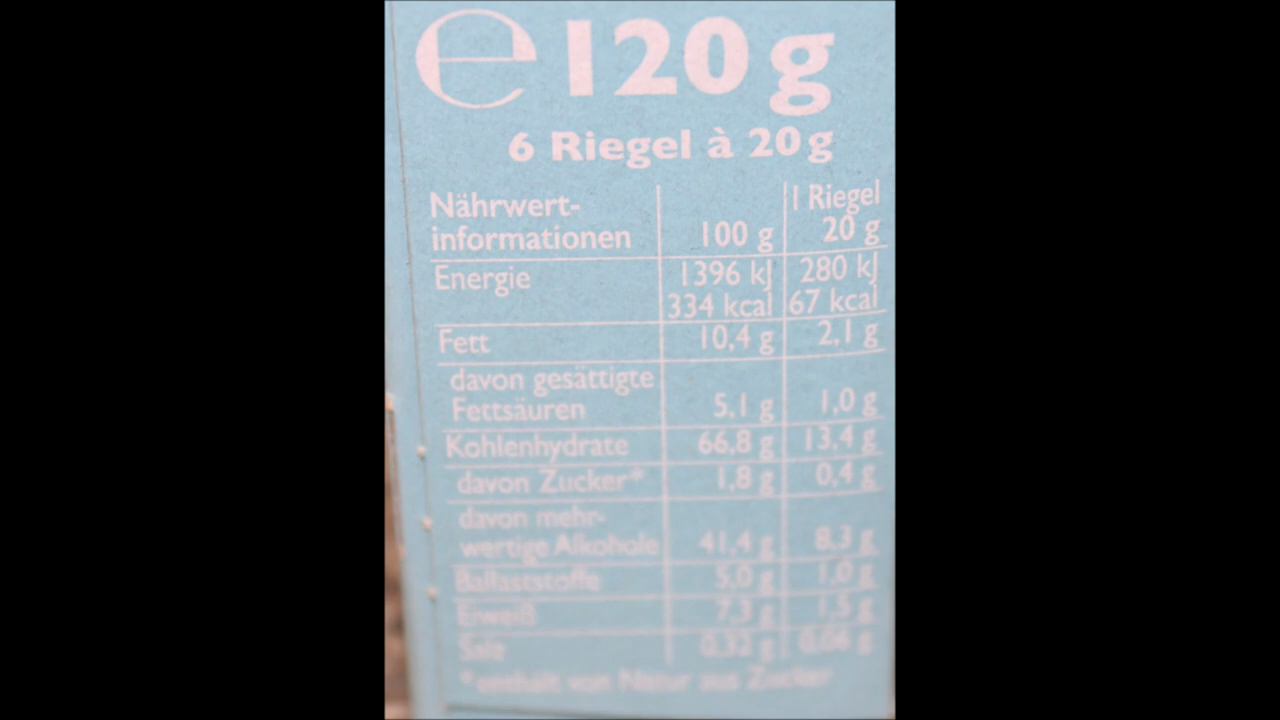 ℮ 120 g
6 Riegel à 20 g
Nährwert-
informationen 100 g 1 Riegel 20 g
Energie 1396 kJ 280 kJ
334 kcal 67 kcal
Fett 10,4 g 2,1 g
davon gesättigte
Fettsäuren 5,1 g 1,0 g
Kohlenhydrate 66,8 g 13,4 g
davon Zucker* 1,8 g 0,4 g
davon mehr-
wertige Alkohole 41,4 g 8,3 g
Ballaststoffe 5,0 g 1,0 g
Eiweiß 7,3 g 1,5 g
Salz 0,32 g 0,06 g
*enthält von Natur aus Zucker